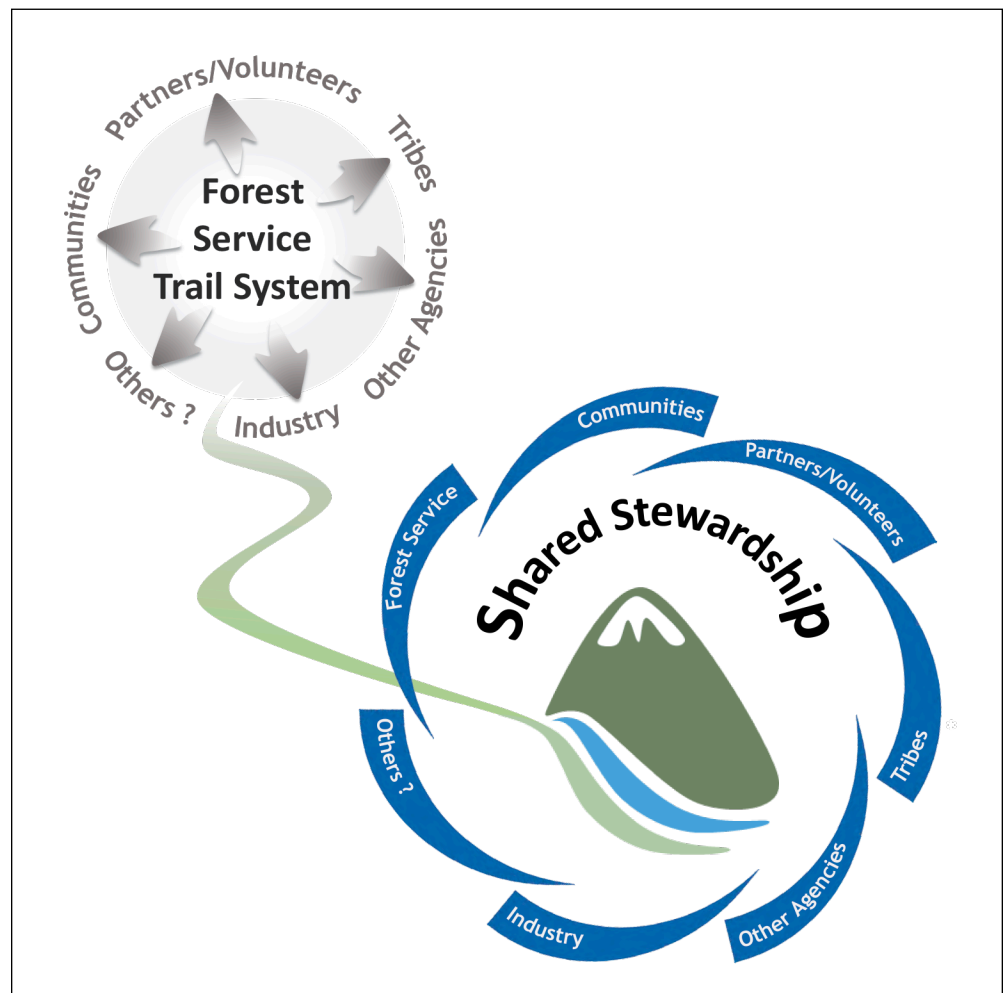 Partners/Volunteers
Tribes
Other Agencies
Industry
Others ?
Communities
Forest
Service
Trail System
Communities
Partners/Volunteers
Tribes
Other Agencies
Industry
Others ?
Forest Service
Shared Stewardship